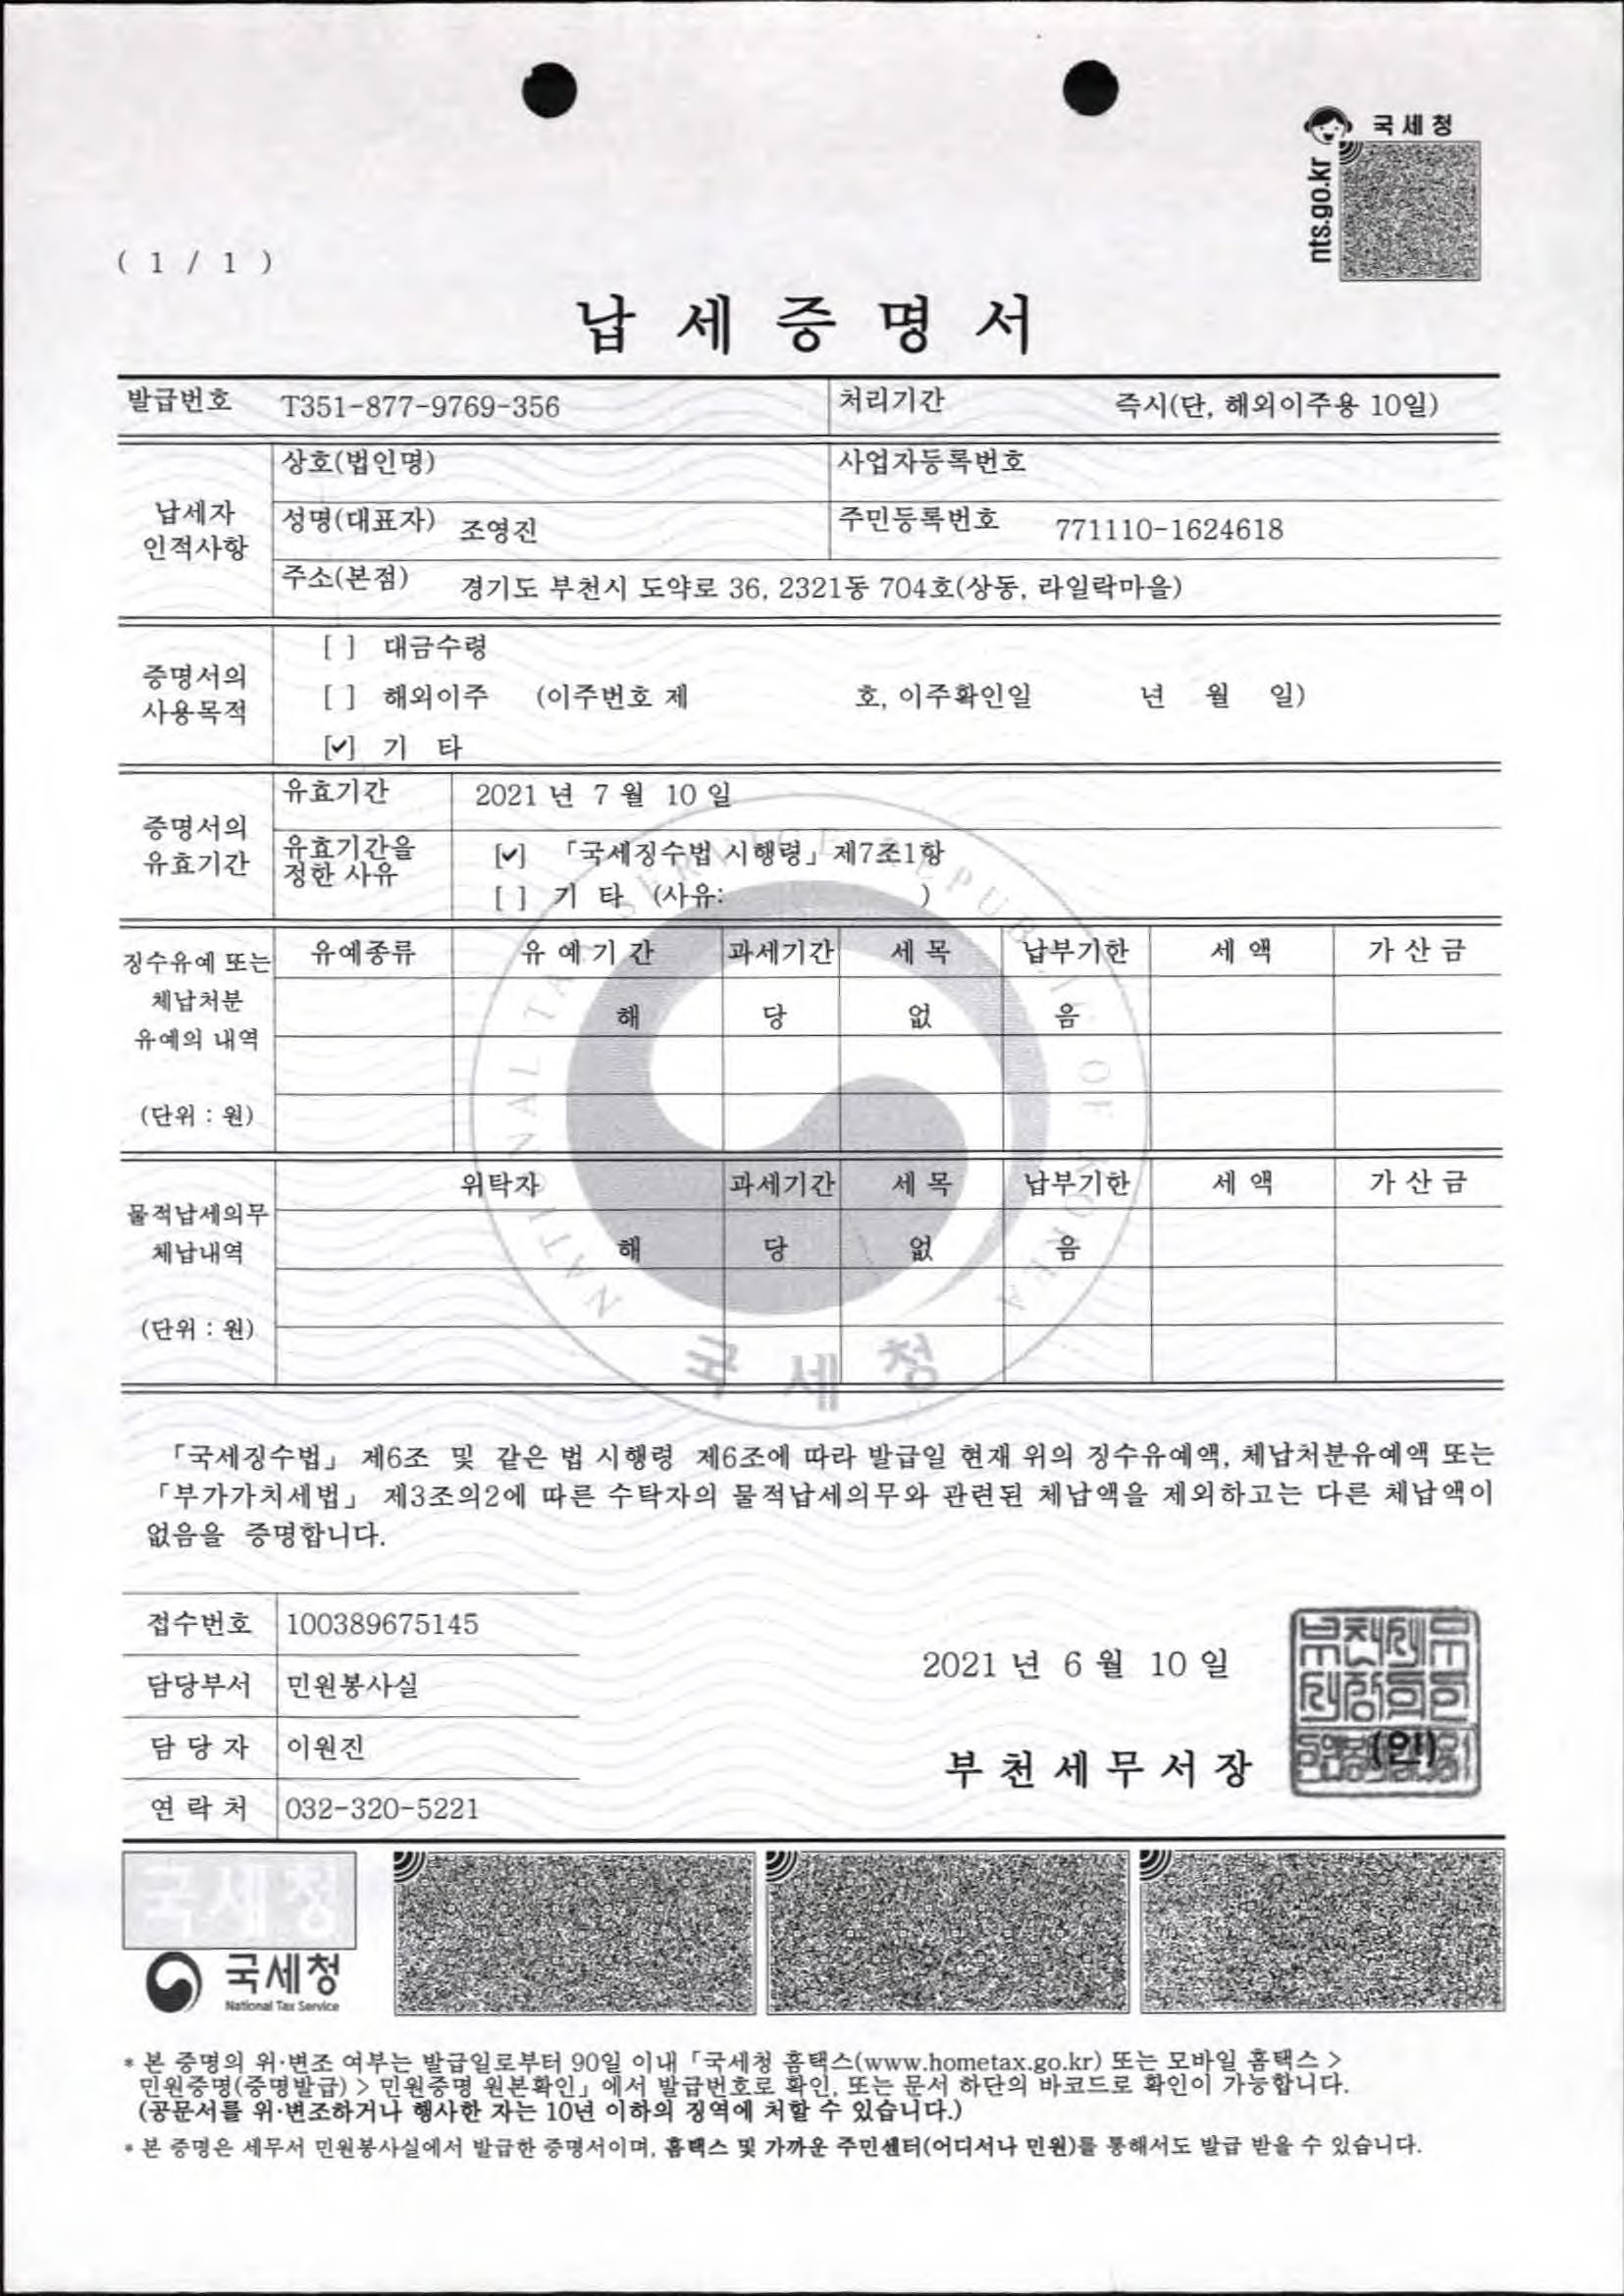 국세청
nts.go.kr
( 1 / 1 )
납 세 증 명 서
발급번호 T351-877-9769-356 처리기간 즉시(단, 해외이주용 10일)
납세자
인적사항
상호(법인명) 사업자등록번호
성명(대표자) 조영진 주민등록번호 771110-1624618
주소(본점) 경기도 부천시 도약로 36, 2321동 704호(상동, 라일락마을)
증명서의
사용목적
[ ] 대금수령
[ ] 해외이주 (이주번호 제 호, 이주확인일 년 월 일)
[✔] 기 타
증명서의
유효기간
유효기간 2021 년 7 월 10 일
유효기간을
정한 사유
[✔] 「국세징수법 시행령」제7조1항
[ ] 기 타 (사유: )
징수유예 또는
체납처분
유예의 내역
(단위 : 원)
유예종류 유 예 기 간 과세기간 세 목 납부기한 세 액 가 산 금
해 당 없 음
물적납세의무
체납내역
(단위 : 원)
위탁자 과세기간 세 목 납부기한 세 액 가 산 금
해 당 없 음
NATIONAL TAX SERVICE REPUBLIC OF KOREA
국 세 청
「국세징수법」 제6조 및 같은 법 시행령 제6조에 따라 발급일 현재 위의 징수유예액, 체납처분유예액 또는
「부가가치세법」 제3조의2에 따른 수탁자의 물적납세의무와 관련된 체납액을 제외하고는 다른 체납액이
없음을 증명합니다.
접수번호 100389675145
담당부서 민원봉사실
담 당 자 이원진
연 락 처 032-320-5221
2021 년 6 월 10 일
부 천 세 무 서 장 (인)
국세청
국세청
National Tax Service
* 본 증명의 위·변조 여부는 발급일로부터 90일 이내 「국세청 홈택스(www.hometax.go.kr) 또는 모바일 홈택스 >
민원증명(증명발급) > 민원증명 원본확인」에서 발급번호로 확인, 또는 문서 하단의 바코드로 확인이 가능합니다.
(공문서를 위·변조하거나 행사한 자는 10년 이하의 징역에 처할 수 있습니다.)
* 본 증명은 세무서 민원봉사실에서 발급한 증명서이며, 홈택스 및 가까운 주민센터(어디서나 민원)를 통해서도 발급 받을 수 있습니다.